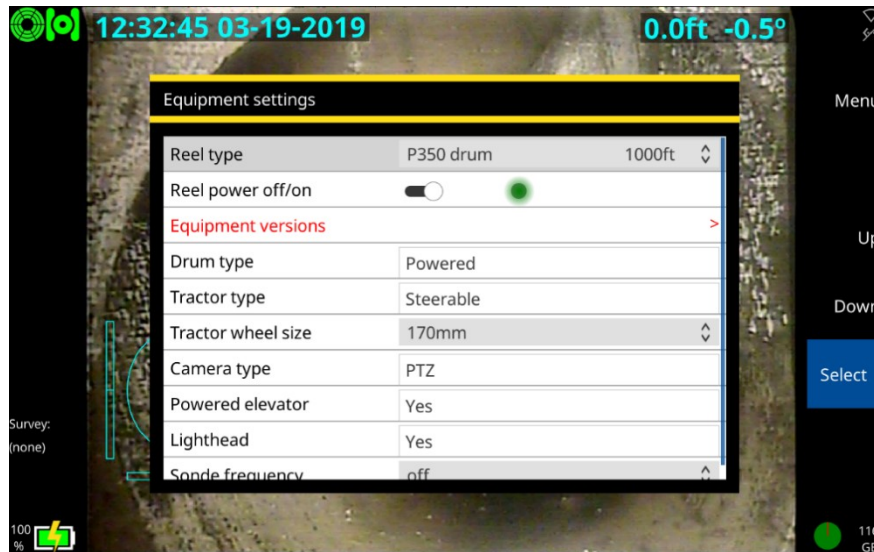 12:32:45 03-19-2019 0.0ft -0.5º
Equipment settings
Reel type P350 drum 1000ft
Reel power off/on
Equipment versions >
Drum type Powered
Tractor type Steerable
Tractor wheel size 170mm
Camera type PTZ
Powered elevator Yes
Lighthead Yes
Sonde frequency off
Menu
Up
Down
Select
Survey:
(none)
100
%